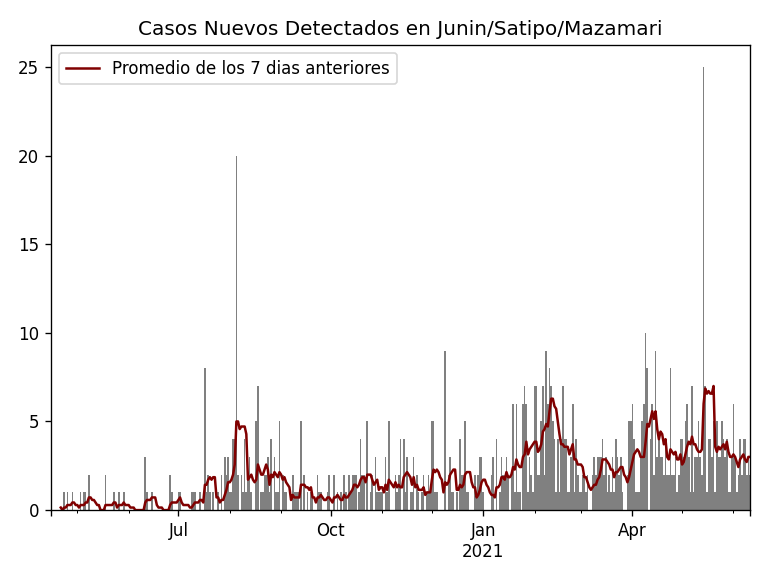 Casos Nuevos Detectados en Junin/Satipo/Mazamari
Promedio de los 7 dias anteriores
25
20
15
10
5
0
Jul
Oct
Jan
2021
Apr